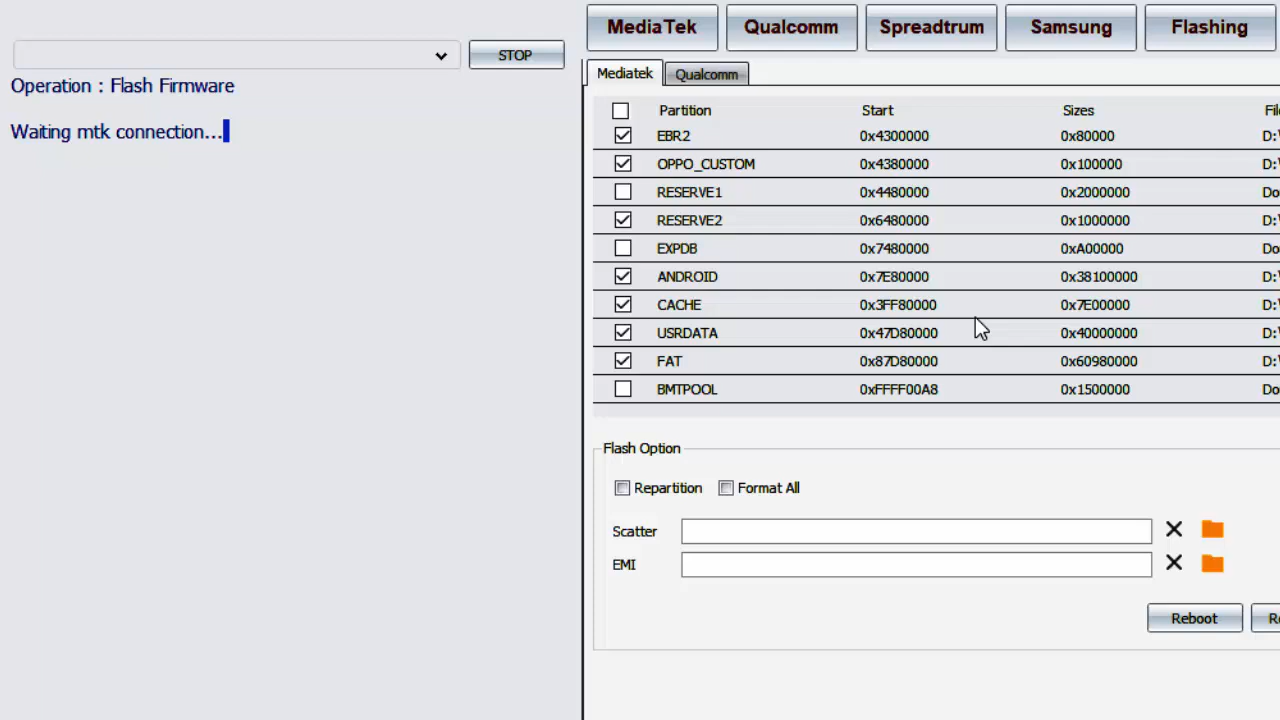 MediaTek Qualcomm Spreadtrum Samsung Flashing
STOP
Operation : Flash Firmware
Waiting mtk connection...
Mediatek Qualcomm
Partition Start Sizes
EBR2 0x4300000 0x80000 D:\
OPPO_CUSTOM 0x4380000 0x100000 D:\
RESERVE1 0x4480000 0x2000000
RESERVE2 0x6480000 0x1000000 D:\
EXPDB 0x7480000 0xA00000
ANDROID 0x7E80000 0x38100000 D:\
CACHE 0x3FF80000 0x7E00000 D:\
USRDATA 0x47D80000 0x40000000 D:\
FAT 0x87D80000 0x60980000 D:\
BMTPOOL 0xFFFF00A8 0x1500000
Flash Option
Repartition Format All
Scatter
EMI
Reboot